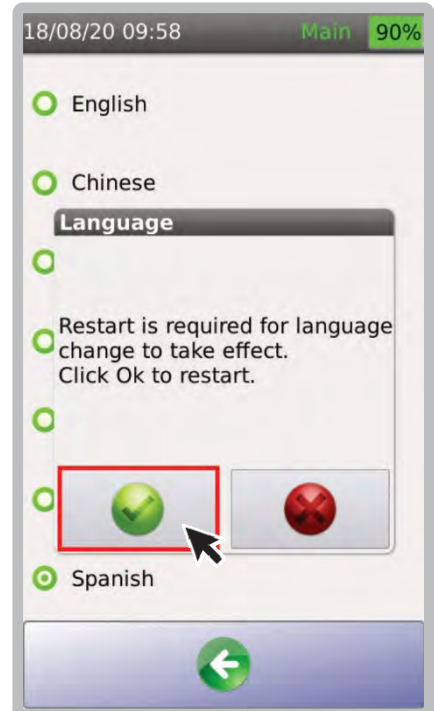 18/08/20 09:58 Main 90%
English
Chinese
Language
Restart is required for language
change to take effect.
Click Ok to restart.
Spanish